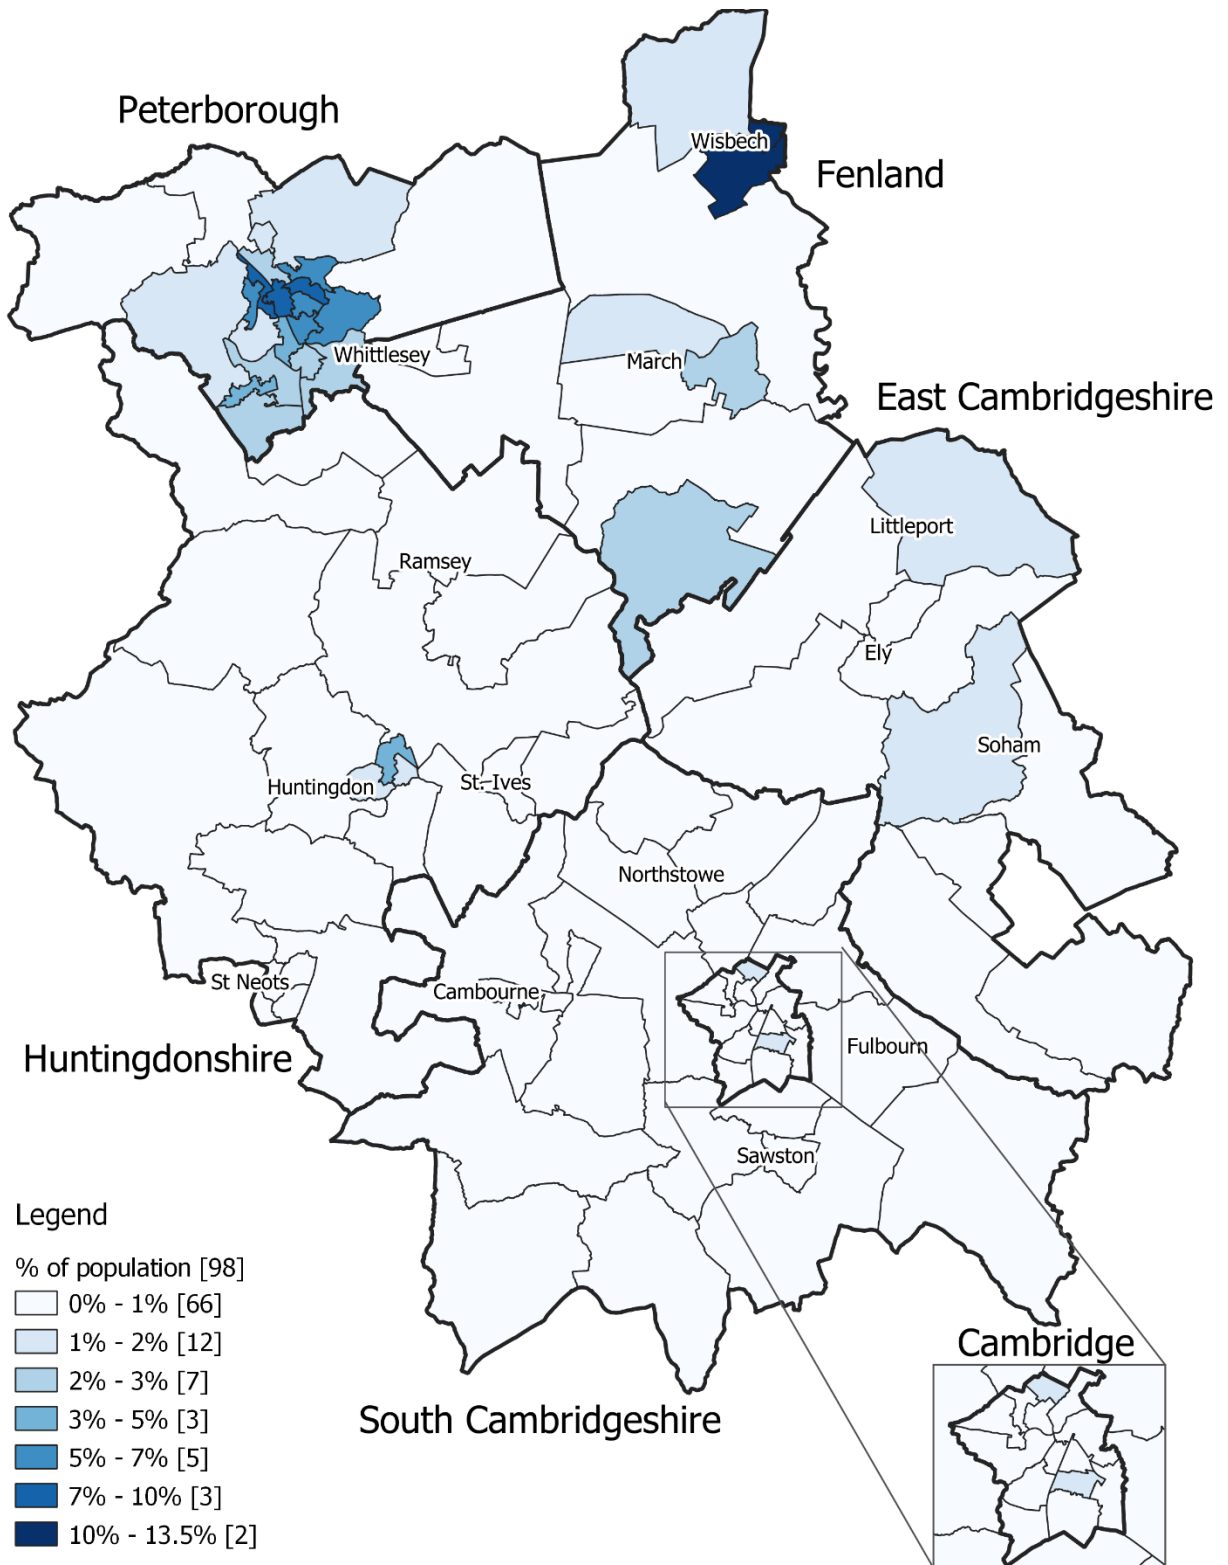 Peterborough
Wisbech
Fenland
Whittlesey
March
East Cambridgeshire
Littleport
Ramsey
Ely
Soham
Huntingdon
St. Ives
Northstowe
St Neots
Cambourne
Fulbourn
Huntingdonshire
Sawston
Legend
% of population [98]
0% - 1% [66]
1% - 2% [12]
2% - 3% [7]
3% - 5% [3]
5% - 7% [5]
7% - 10% [3]
10% - 13.5% [2]
Cambridge
South Cambridgeshire